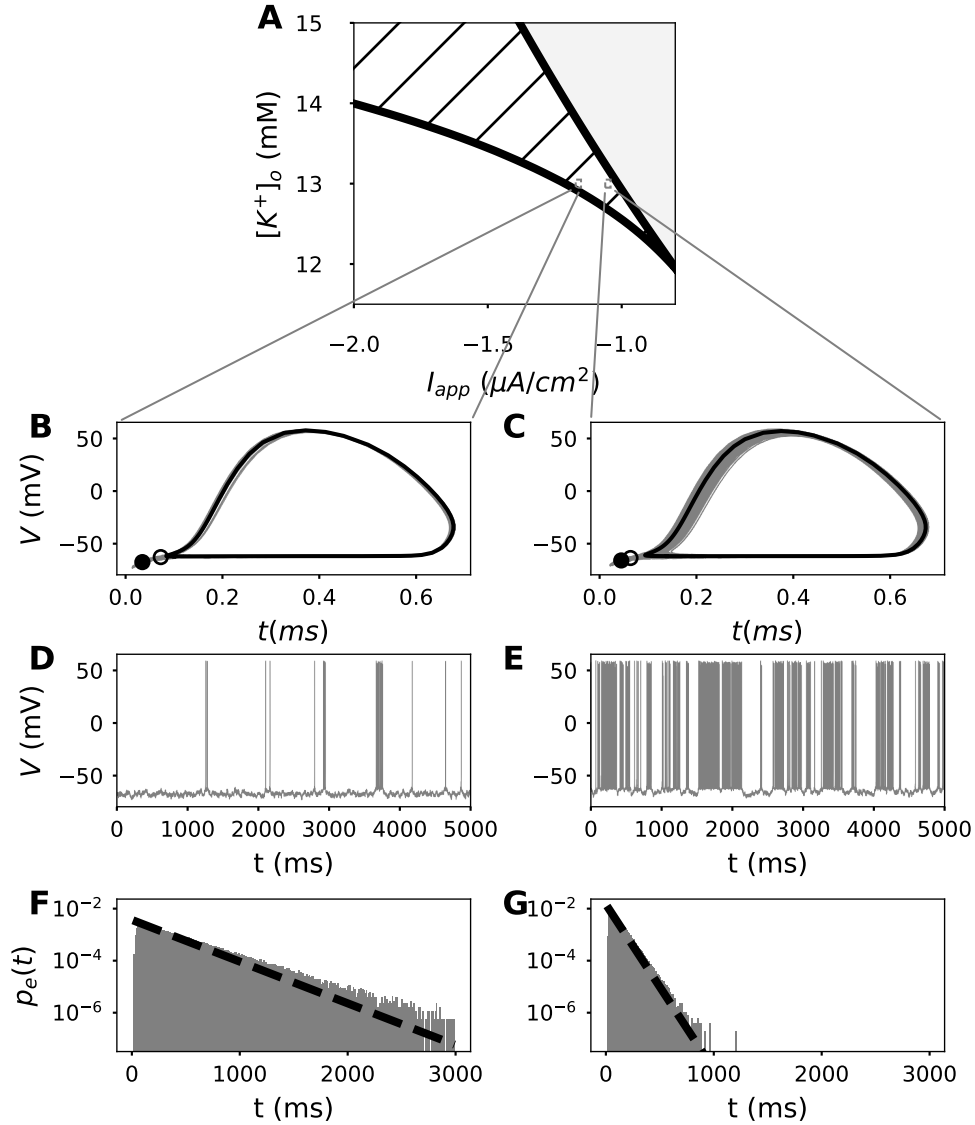 A
15
14
13
12
[K⁺]ₒ (mM)
−2.0 −1.5 −1.0
I_app (μA/cm²)
B
50
0
−50
V (mV)
0.0 0.2 0.4 0.6
t(ms)
C
50
0
−50
0.0 0.2 0.4 0.6
t(ms)
D
50
0
−50
V (mV)
0 1000 2000 3000 4000 5000
t (ms)
E
50
0
−50
0 1000 2000 3000 4000 5000
t (ms)
F
10⁻²
10⁻⁴
10⁻⁶
pₑ(t)
0 1000 2000 3000
t (ms)
G
10⁻²
10⁻⁴
10⁻⁶
0 1000 2000 3000
t (ms)